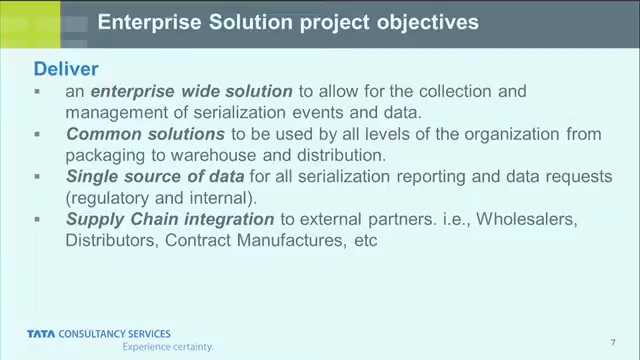 Enterprise Solution project objectives
Deliver
▪ an enterprise wide solution to allow for the collection and
management of serialization events and data.
▪ Common solutions to be used by all levels of the organization from
packaging to warehouse and distribution.
▪ Single source of data for all serialization reporting and data requests
(regulatory and internal).
▪ Supply Chain integration to external partners. i.e., Wholesalers,
Distributors, Contract Manufactures, etc
TATA CONSULTANCY SERVICES
Experience certainty.
7